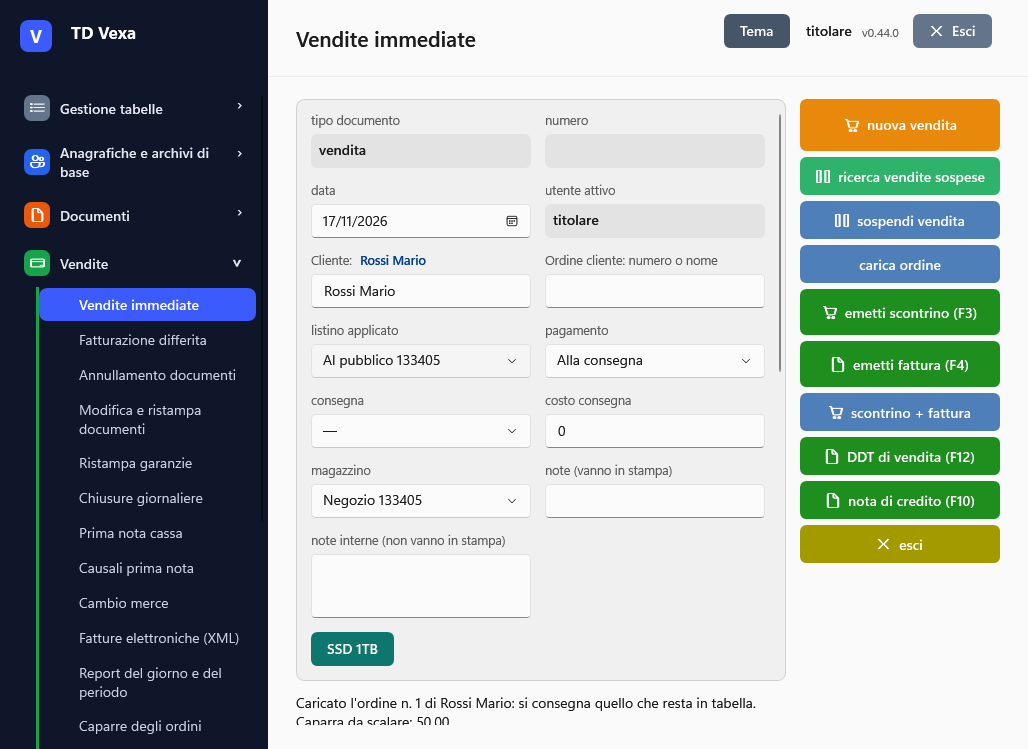 V TD Vexa
Gestione tabelle
Anagrafiche e archivi di
base
Documenti
Vendite
Vendite immediate
Fatturazione differita
Annullamento documenti
Modifica e ristampa
documenti
Ristampa garanzie
Chiusure giornaliere
Prima nota cassa
Causali prima nota
Cambio merce
Fatture elettroniche (XML)
Report del giorno e del
periodo
Caparre degli ordini
Vendite immediate
Tema titolare v0.44.0 Esci
tipo documento numero
vendita
data utente attivo
17/11/2026 titolare
Cliente: Rossi Mario Ordine cliente: numero o nome
Rossi Mario
listino applicato pagamento
Al pubblico 133405 Alla consegna
consegna costo consegna
— 0
magazzino note (vanno in stampa)
Negozio 133405
note interne (non vanno in stampa)
SSD 1TB
Caricato l'ordine n. 1 di Rossi Mario: si consegna quello che resta in tabella.
Caparra da scalare: 50,00
nuova vendita
ricerca vendite sospese
sospendi vendita
carica ordine
emetti scontrino (F3)
emetti fattura (F4)
scontrino + fattura
DDT di vendita (F12)
nota di credito (F10)
esci